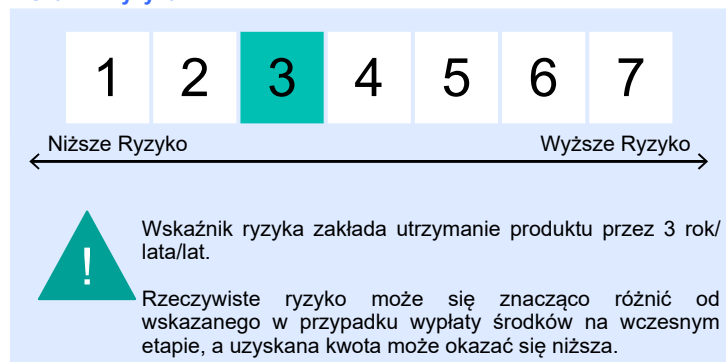 1 2 3 4 5 6 7
Niższe Ryzyko Wyższe Ryzyko
!
Wskaźnik ryzyka zakłada utrzymanie produktu przez 3 rok/
lata/lat.
Rzeczywiste ryzyko może się znacząco różnić od
wskazanego w przypadku wypłaty środków na wczesnym
etapie, a uzyskana kwota może okazać się niższa.